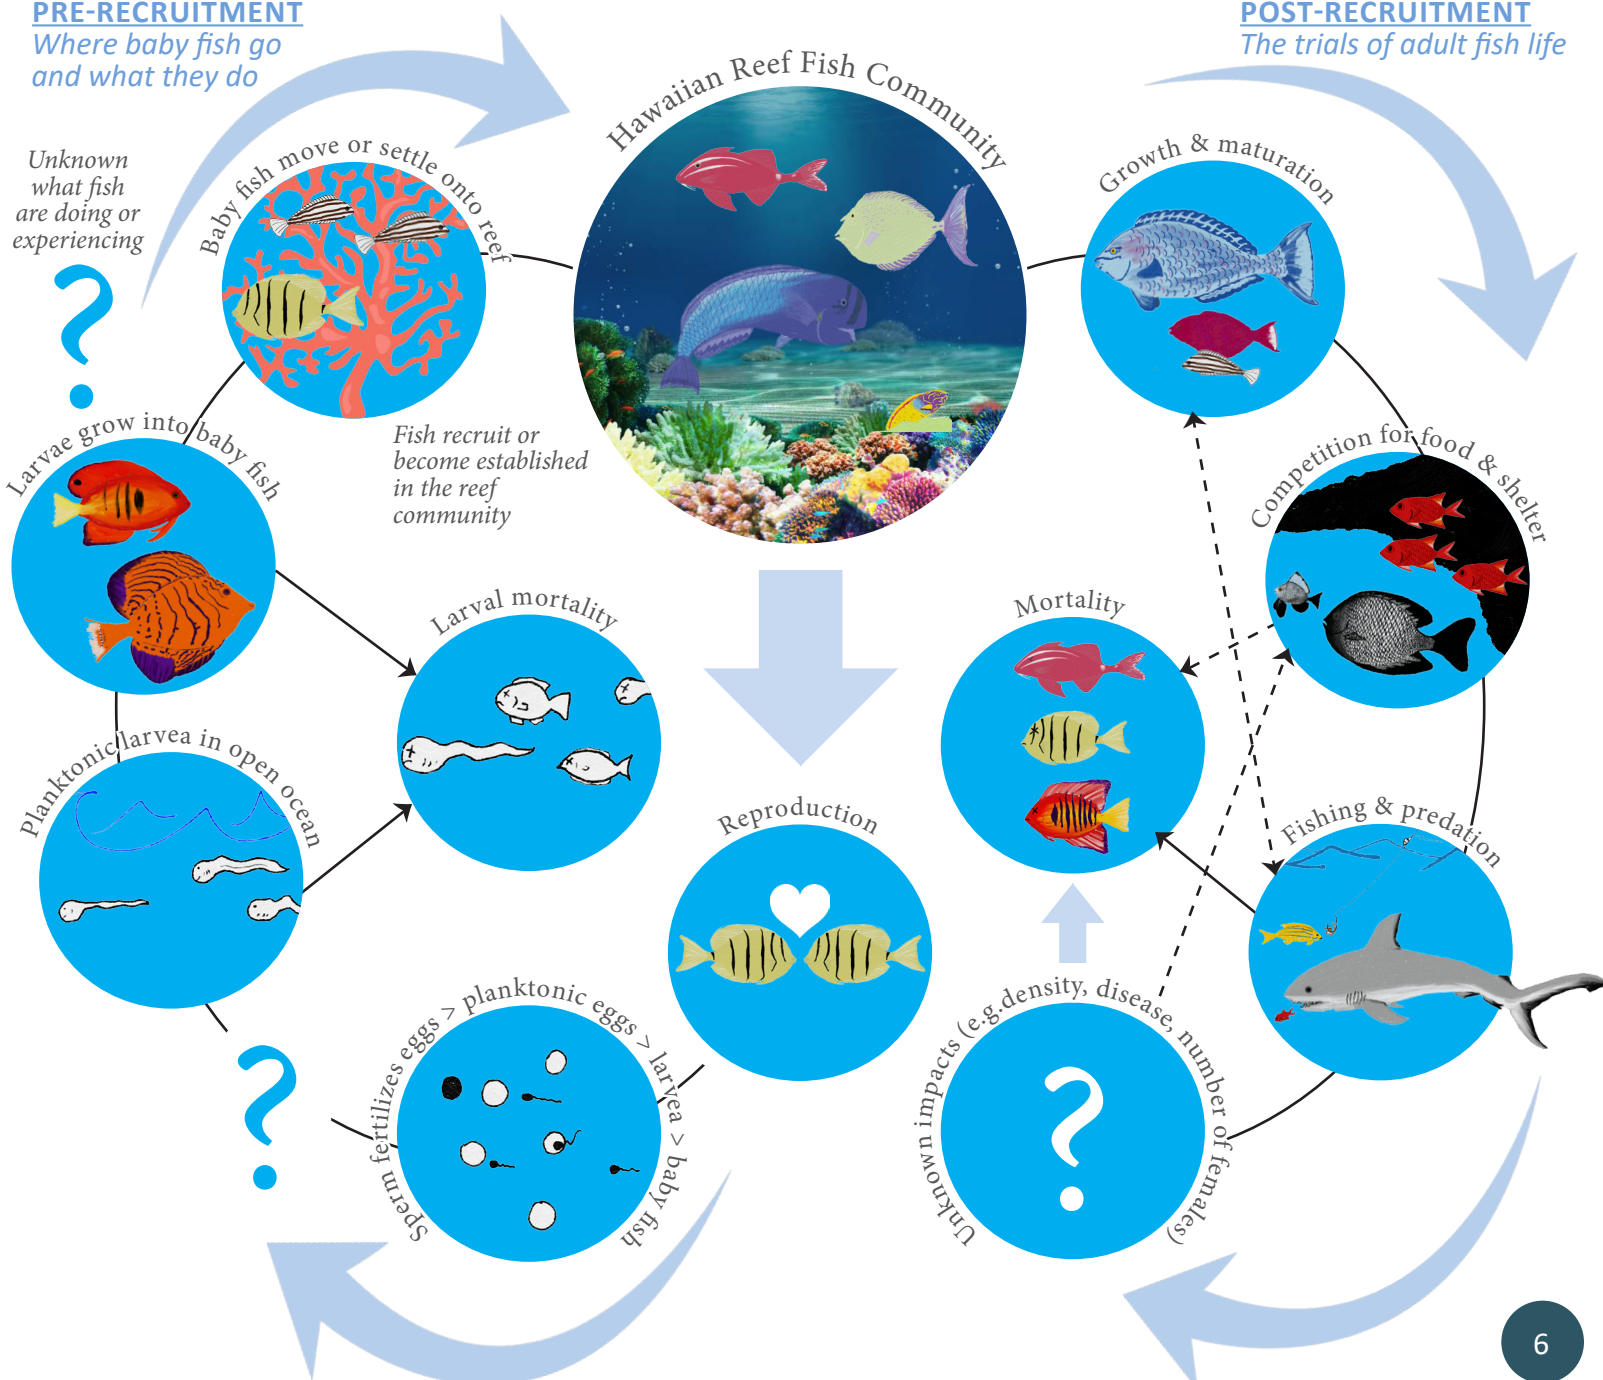 PRE-RECRUITMENT
Where baby fish go
and what they do
POST-RECRUITMENT
The trials of adult fish life
Hawaiian Reef Fish Community
Unknown
what fish
are doing or
experiencing
?
Baby fish move or settle onto reef
Growth & maturation
Fish recruit or
become established
in the reef
community
Larvae grow into baby fish
Competition for food & shelter
Larval mortality
Mortality
Planktonic larvea in open ocean
Reproduction
Fishing & predation
?
Sperm fertilizes eggs > planktonic eggs > larvea > baby fish
Unknown impacts (e.g.density, disease, number of females)
?
6